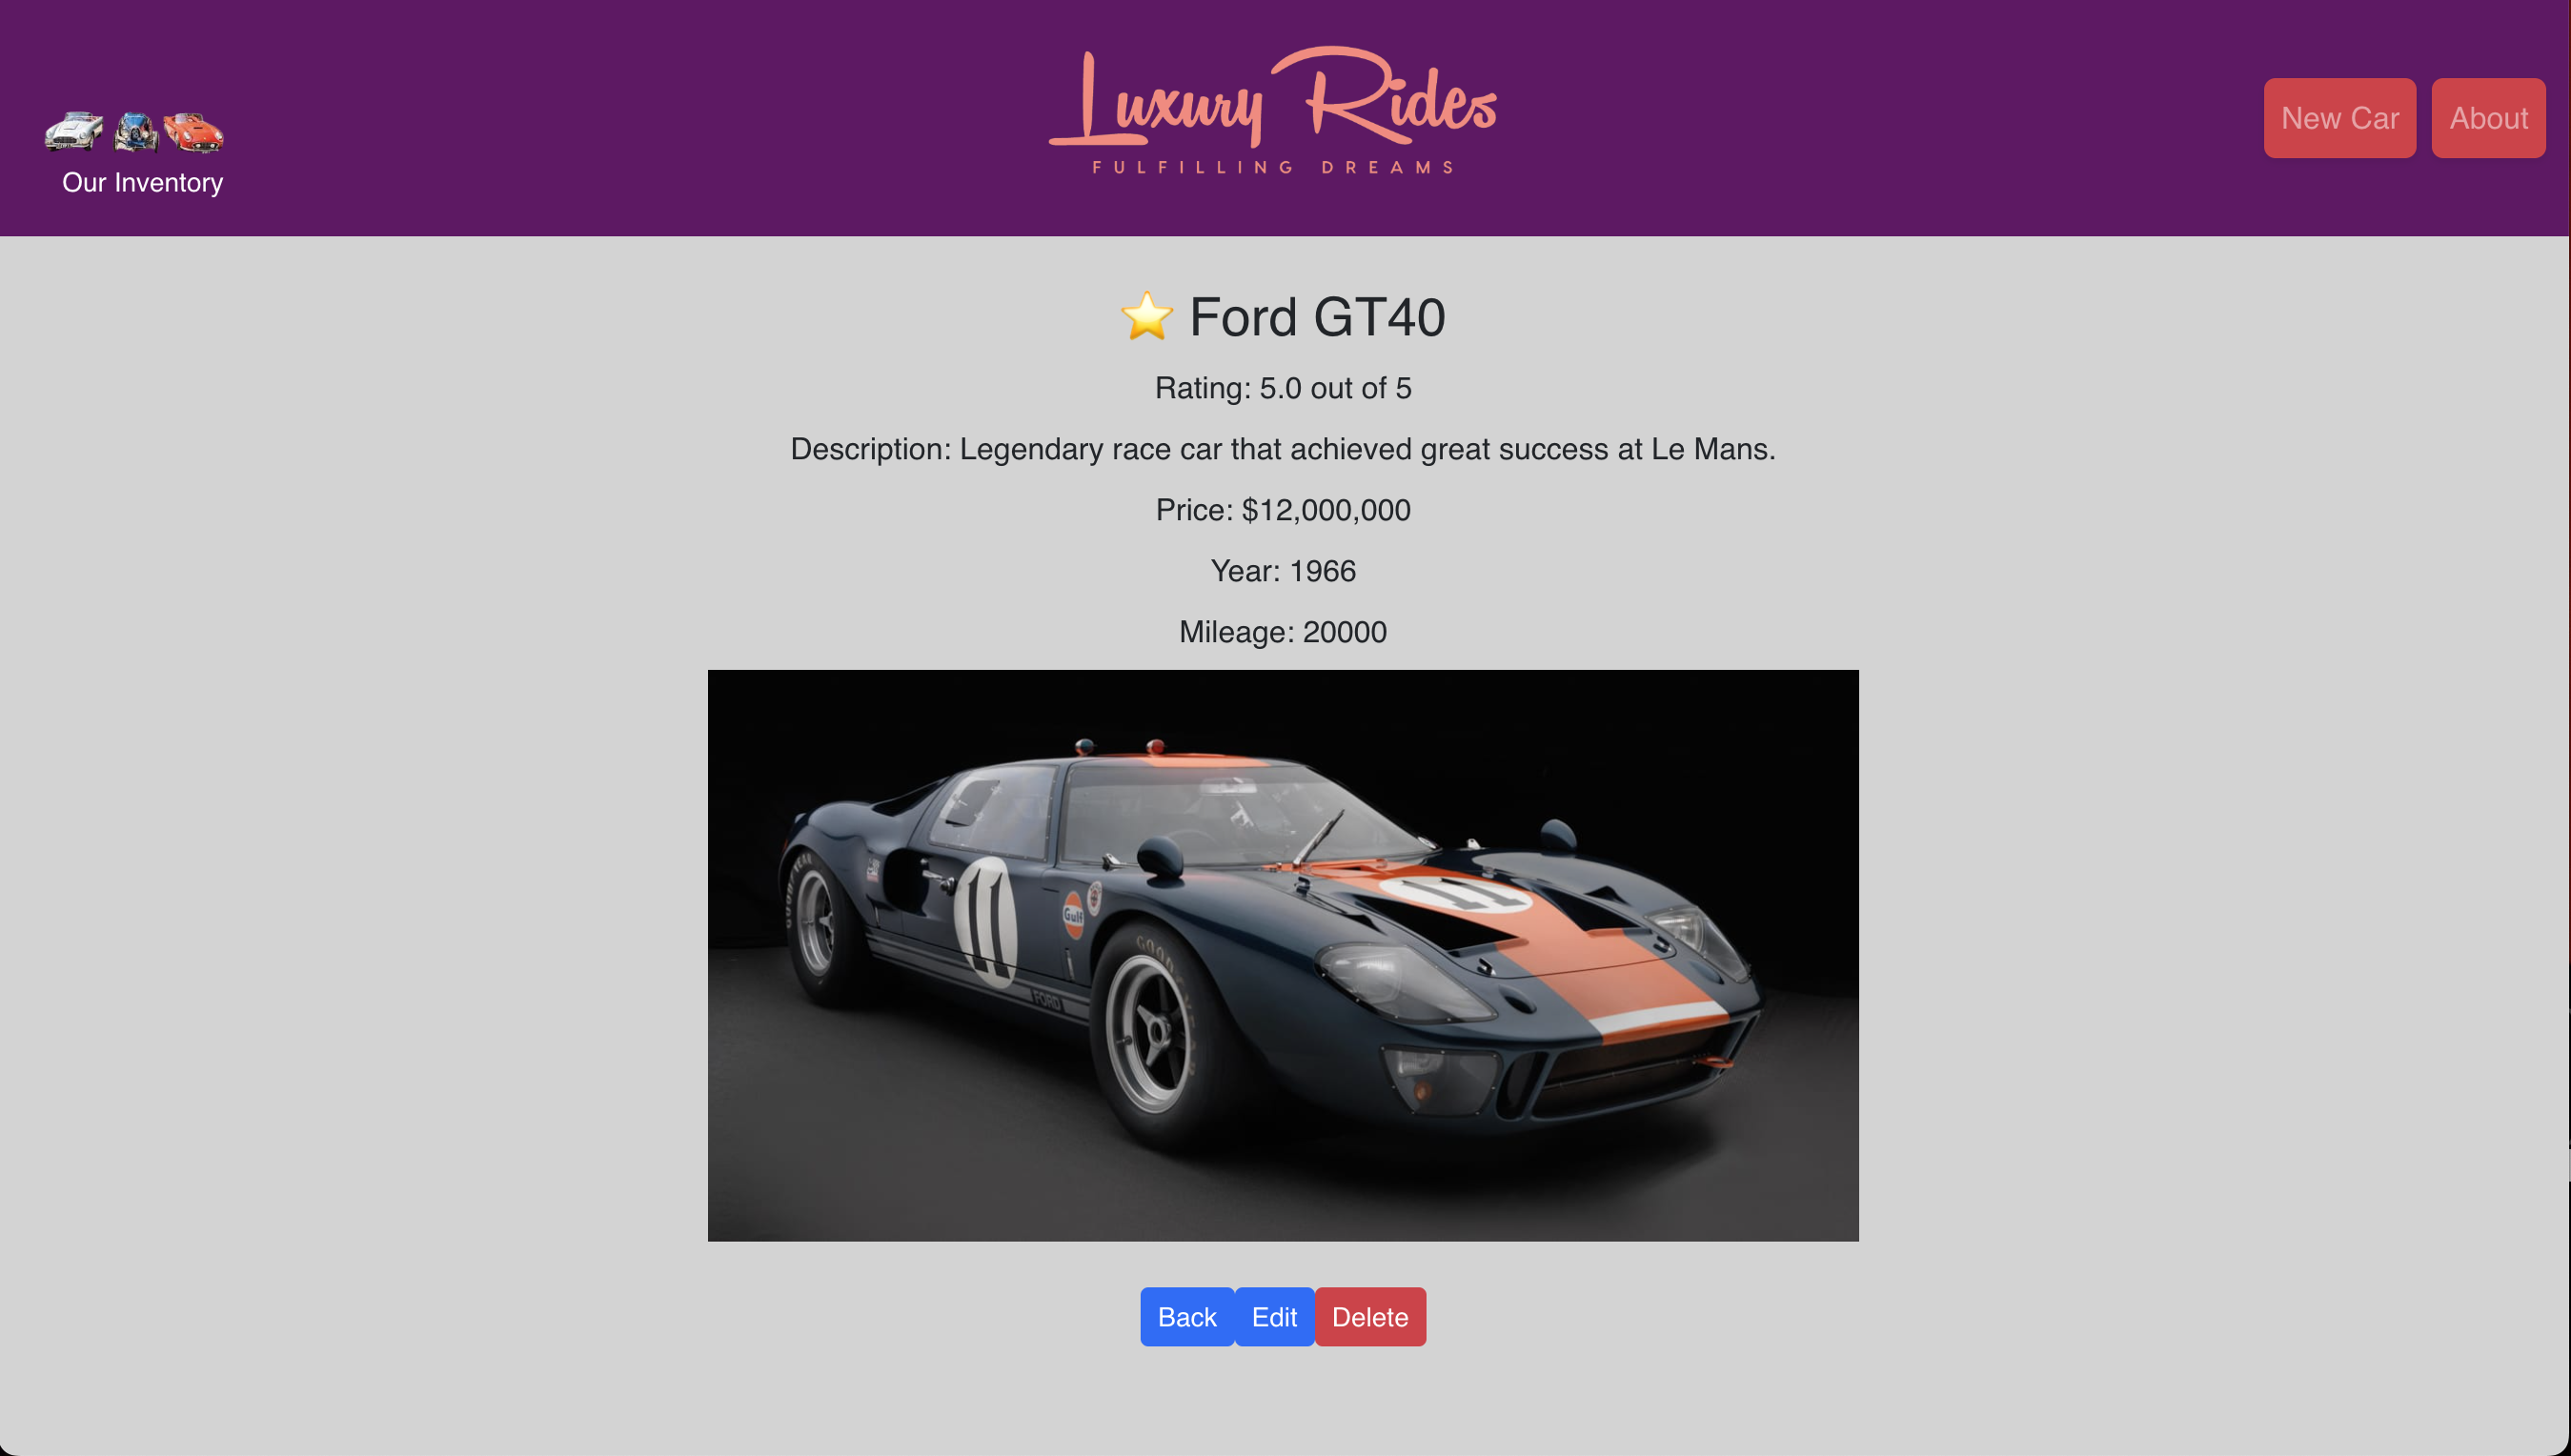 Luxury Rides
FULFILLING DREAMS
Our Inventory
New Car
About
⭐ Ford GT40
Rating: 5.0 out of 5
Description: Legendary race car that achieved great success at Le Mans.
Price: $12,000,000
Year: 1966
Mileage: 20000
GOODYEAR
11
Gulf
11
GOODYEAR
FORD
Back
Edit
Delete